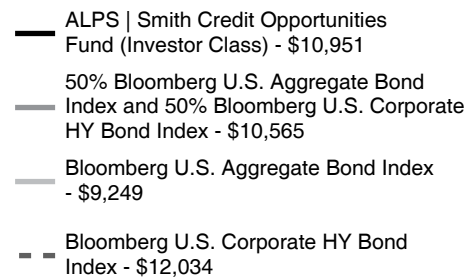 ALPS | Smith Credit Opportunities
Fund (Investor Class) - $10,951
50% Bloomberg U.S. Aggregate Bond
Index and 50% Bloomberg U.S. Corporate
HY Bond Index - $10,565
Bloomberg U.S. Aggregate Bond Index
- $9,249
Bloomberg U.S. Corporate HY Bond
Index - $12,034